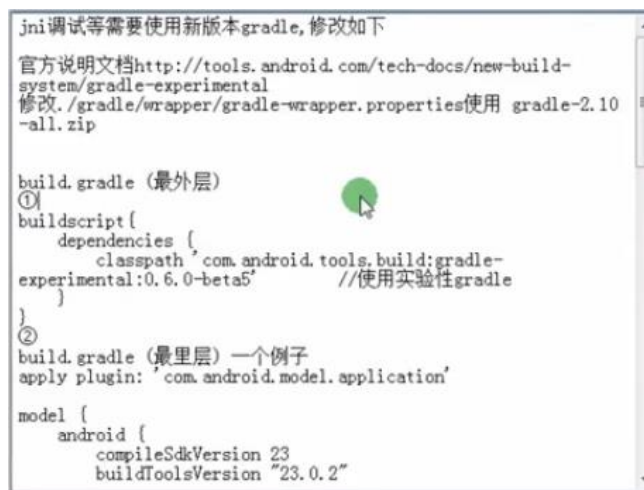 jni调试等需要使用新版本gradle,修改如下
官方说明文档http://tools.android.com/tech-docs/new-build-
system/gradle-experimental
修改./gradle/wrapper/gradle-wrapper.properties使用 gradle-2.10
-all.zip
build.gradle (最外层)
①
buildscript{
    dependencies {
        classpath 'com.android.tools.build:gradle-
experimental:0.6.0-beta5'        //使用实验性gradle
    }
}
②
build.gradle (最里层) 一个例子
apply plugin: 'com.android.model.application'
model {
    android {
        compileSdkVersion 23
        buildToolsVersion "23.0.2"